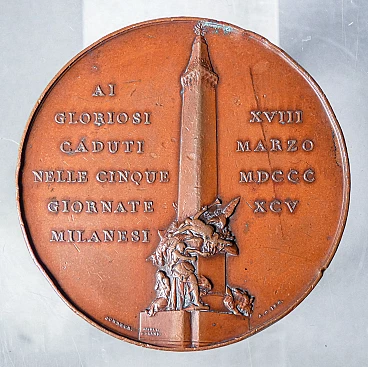 AI
GLORIOSI
CADUTI
NELLE CINQUE
GIORNATE
MILANESI
XVIII
MARZO
MDCCC
XCV